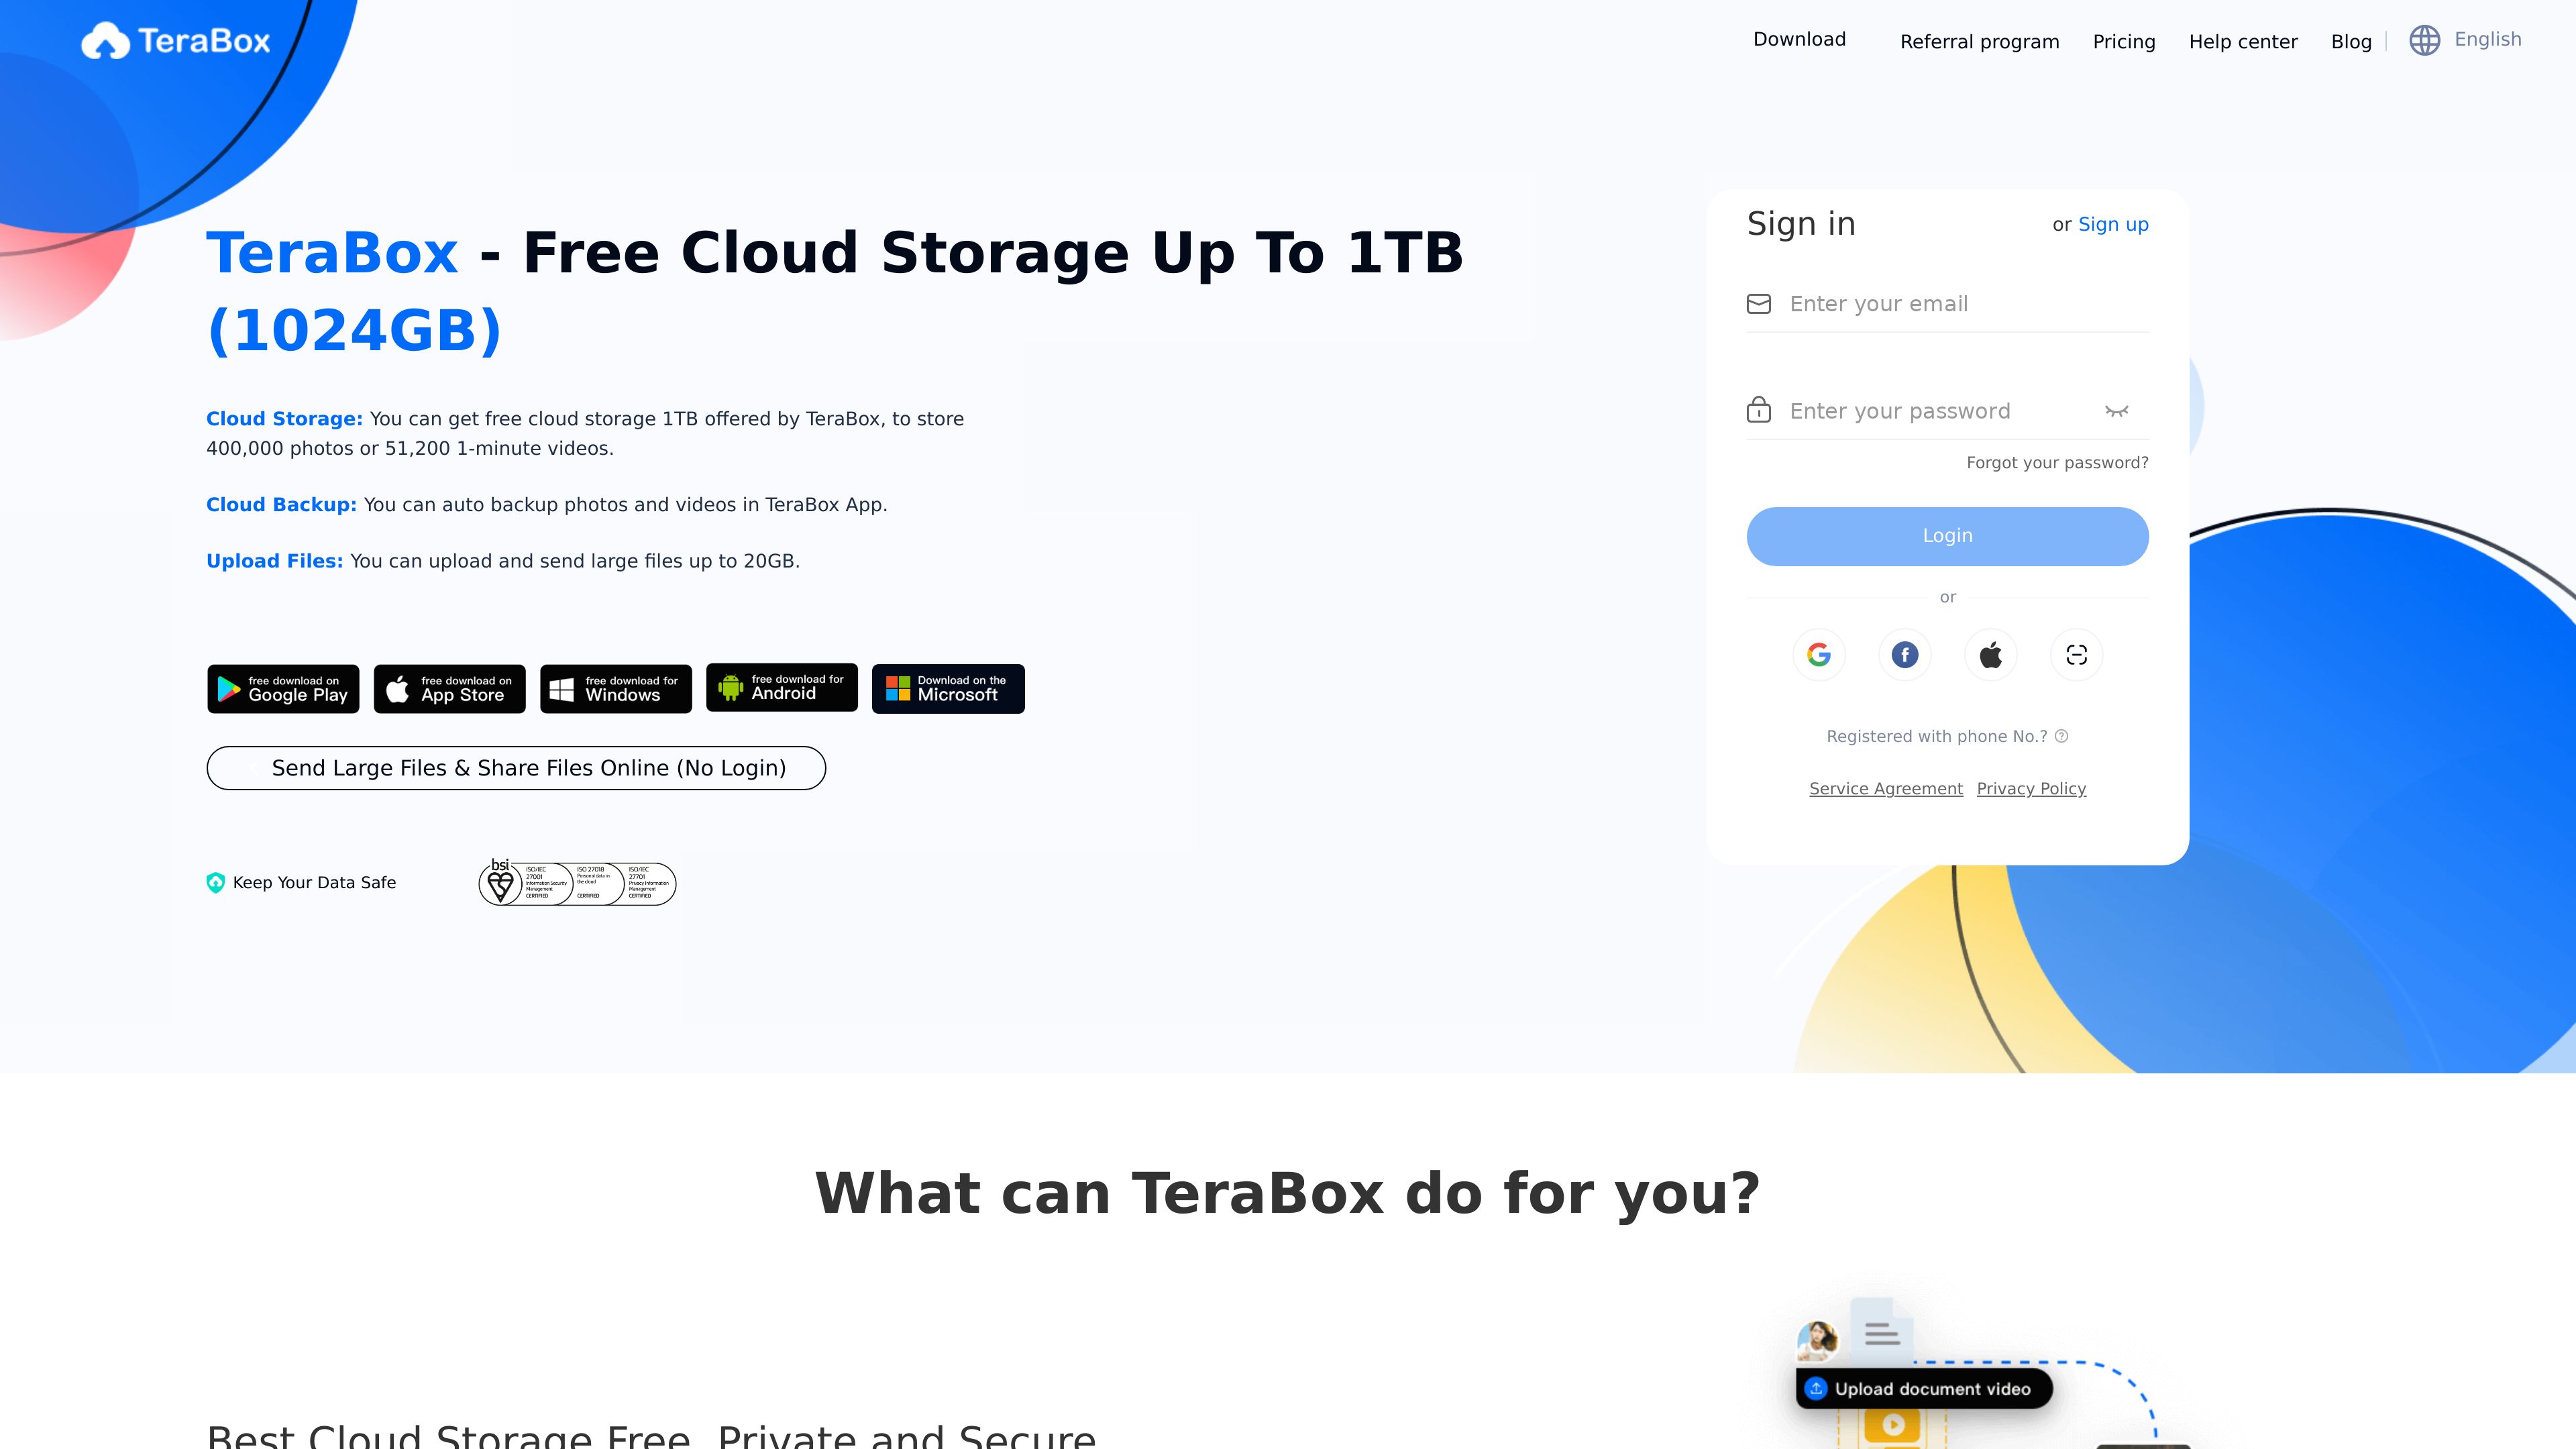 TeraBox
Download
Referral program
Pricing
Help center
Blog
English
TeraBox - Free Cloud Storage Up To 1TB
(1024GB)
Cloud Storage: You can get free cloud storage 1TB offered by TeraBox, to store
400,000 photos or 51,200 1-minute videos.
Cloud Backup: You can auto backup photos and videos in TeraBox App.
Upload Files: You can upload and send large files up to 20GB.
free download on
Google Play
free download on
App Store
free download for
Windows
free download for
Android
Download on the
Microsoft
Send Large Files & Share Files Online (No Login)
Keep Your Data Safe
bsi
ISO/IEC
27001
Information Security
Management
CERTIFIED
ISO 27018
Personal data in
the cloud
CERTIFIED
ISO/IEC
27701
Privacy Information
Management
CERTIFIED
Sign in
or Sign up
Enter your email
Enter your password
Forgot your password?
Login
or
Registered with phone No.?
Service Agreement Privacy Policy
What can TeraBox do for you?
Upload document video
Best Cloud Storage Free, Private and Secure